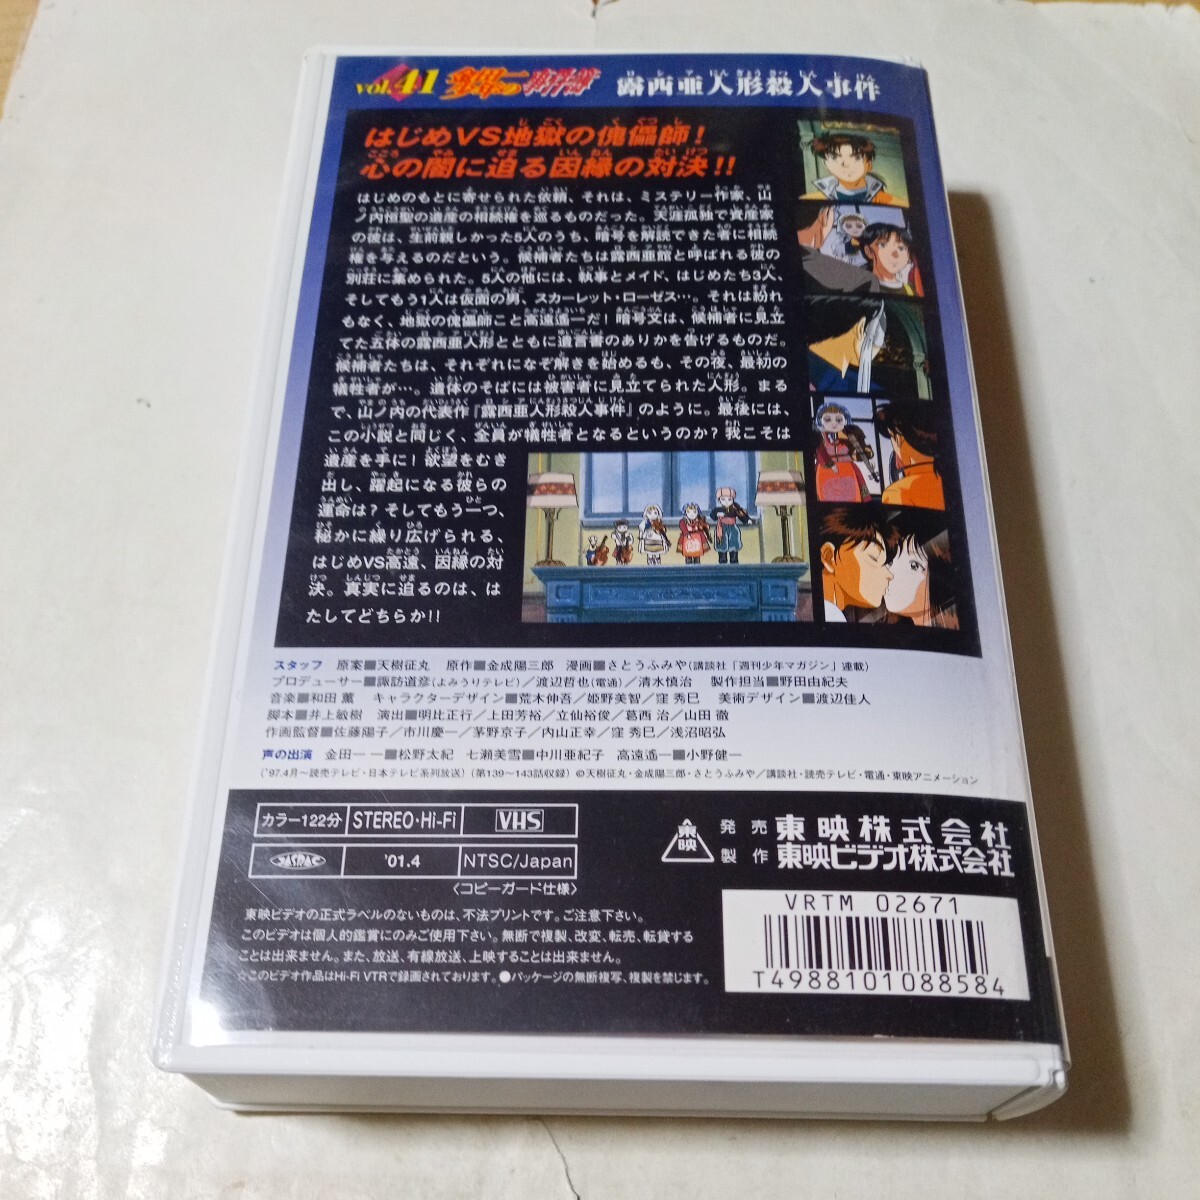 vol.41 金田一少年の事件簿 露西亜人形殺人事件
はじめVS地獄の傀儡師！
心の闇に迫る因縁の対決！！
はじめのもとに寄せられた依頼、それは、ミステリー作家、山
ノ内恒聖の遺産の相続権を巡るものだった。天涯孤独で資産家
の彼は、生前親しかった5人のうち、暗号を解読できた者に相続
権を与えるのだという。候補者たちは露西亜館と呼ばれる彼の
別荘に集められた。5人の他には、執事とメイド、はじめたち3人、
そしてもう1人は仮面の男、スカーレット・ローゼス…。それは紛れ
もなく、地獄の傀儡師こと高遠遙一だ！暗号文は、候補者に見立
てた五体の露西亜人形とともに遺言書のありかを告げるものだ。
候補者たちは、それぞれになぞ解きを始めるも、その夜、最初の
犠牲者が…。遺体のそばには被害者に見立てられた人形。まる
で、山ノ内の代表作『露西亜人形殺人事件』のように。最後には、
この小説と同じく、全員が犠牲者となるというのか？我こそは
遺産を手に！欲望をむき
出し、躍起になる彼らの
運命は？そしてもう一つ、
秘かに繰り広げられる、
はじめVS高遠、因縁の対
決。真実に迫るのは、は
たしてどちらか!!
スタッフ 原案■天樹征丸 原作■金成陽三郎 漫画■さとうふみや(講談社「週刊少年マガジン」連載)
プロデューサー■諏訪道彦(よみうりテレビ)／渡辺哲也(電通)／清水慎治 製作担当■野田由紀夫
音楽■和田 薫 キャラクターデザイン■荒木伸吾／姫野美智／窪 秀巳 美術デザイン■渡辺佳人
脚本■井上敏樹 演出■明比正行／上田芳裕／立仙裕俊／葛西 治／山田 徹
作画監督■佐藤陽子／市川慶一／茅野京子／内山正幸／窪 秀巳／浅沼昭弘
声の出演 金田一 一■松野太紀 七瀬美雪■中川亜紀子 高遠遙一■小野健一
('97.4月～読売テレビ・日本テレビ系列放送)(第139～143話収録) ©天樹征丸・金成陽三郎・さとうふみや／講談社・読売テレビ・電通・東映アニメーション
カラー122分 STEREO・Hi-Fi VHS
JASRAC '01.4 NTSC/Japan
〈コピーガード仕様〉
東映 発売 東映株式会社
製作 東映ビデオ株式会社
東映ビデオの正式ラベルのないものは、不法プリントです。ご注意下さい。
このビデオは個人的鑑賞にのみご使用下さい。無断で複製、改変、転売、転貸する
ことは出来ません。また、放送、有線放送、上映することは出来ません。
☆このビデオ作品はHi-Fi VTRで録画されております。●パッケージの無断複写、複製を禁じます。
VRTM 02671
T4988101088584